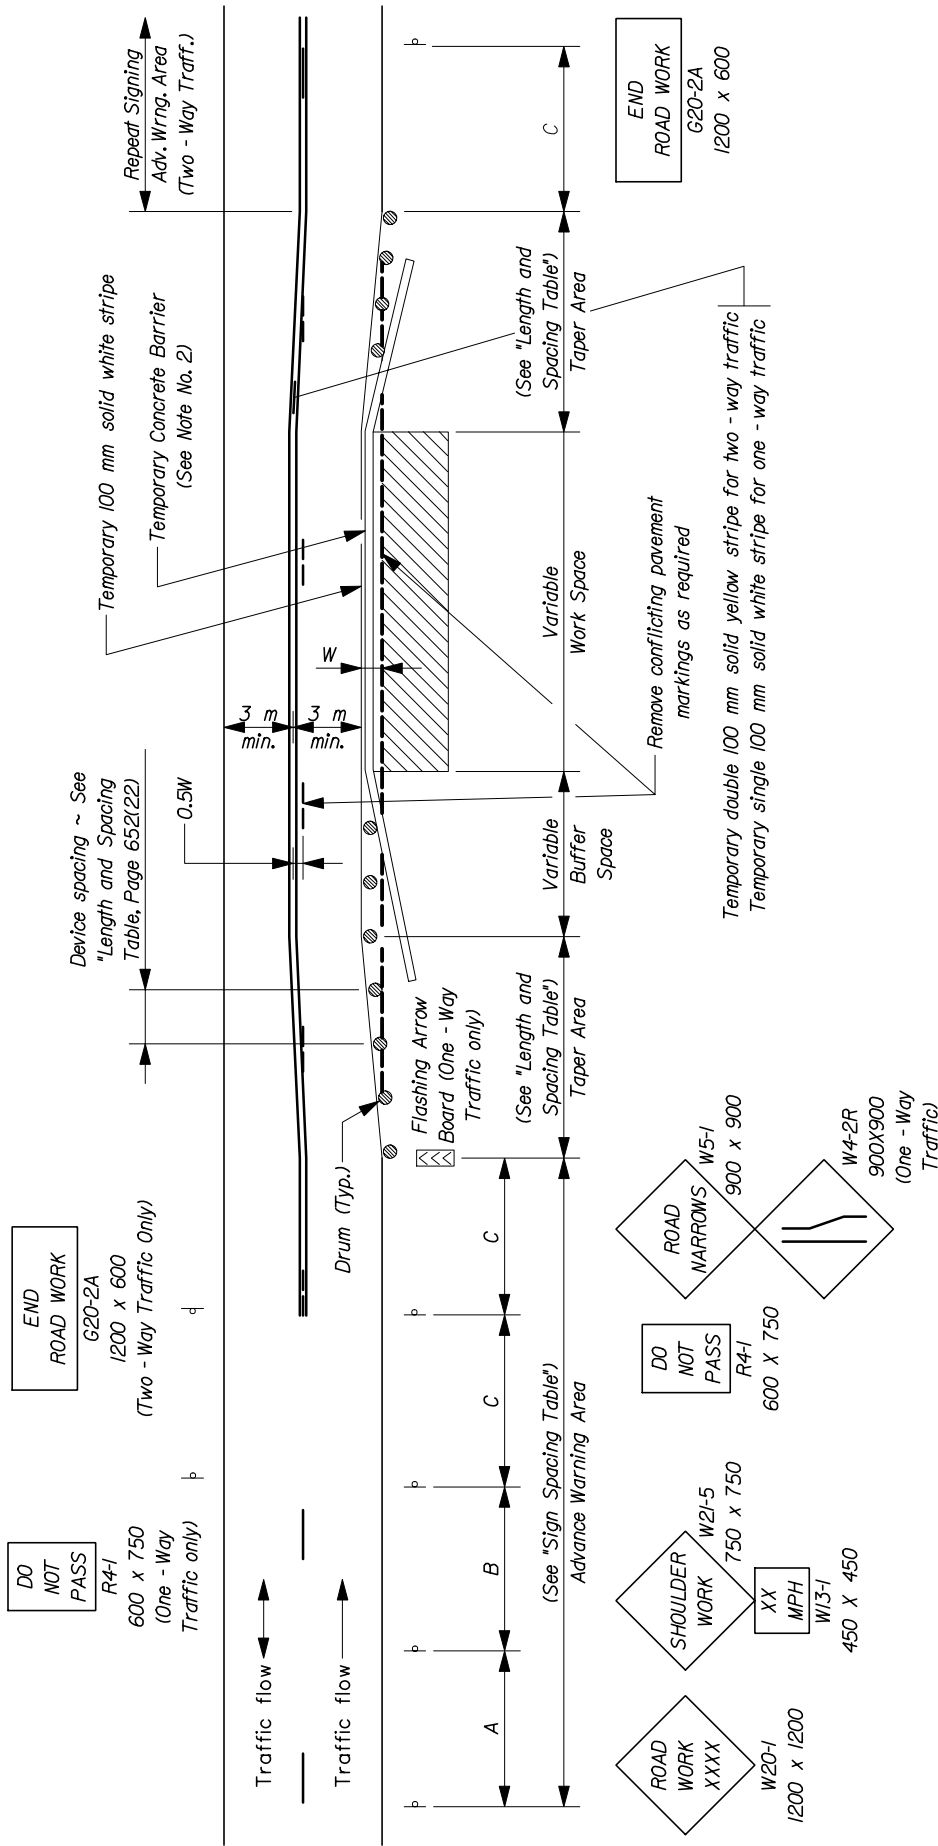 Repeat Signing
Adv. Wrng. Area
(Two - Way Traff.)
Temporary 100 mm solid white stripe
Temporary Concrete Barrier
(See Note No. 2)
Device spacing ~ See
"Length and Spacing
Table, Page 652(22)
0.5W
3 m
min.
3 m
min.
W
END
ROAD WORK
G20-2A
1200 x 600
(Two - Way Traffic Only)
DO
NOT
PASS
R4-1
600 x 750
(One - Way
Traffic only)
Traffic flow
Traffic flow
Drum (Typ.)
Flashing Arrow
Board (One - Way
Traffic only)
A
B
C
C
C
(See "Sign Spacing Table")
Advance Warning Area
(See "Length and
Spacing Table")
Taper Area
Variable
Buffer
Space
Variable
Work Space
(See "Length and
Spacing Table")
Taper Area
Remove conflicting pavement
markings as required
Temporary double 100 mm solid yellow stripe for two - way traffic
Temporary single 100 mm solid white stripe for one - way traffic
ROAD
WORK
XXXX
W20-1
1200 x 1200
SHOULDER
WORK
W21-5
750 x 750
XX
MPH
W13-1
450 X 450
DO
NOT
PASS
R4-1
600 X 750
ROAD
NARROWS
W5-1
900 x 900
W4-2R
900X900
(One - Way
Traffic)
END
ROAD WORK
G20-2A
1200 x 600